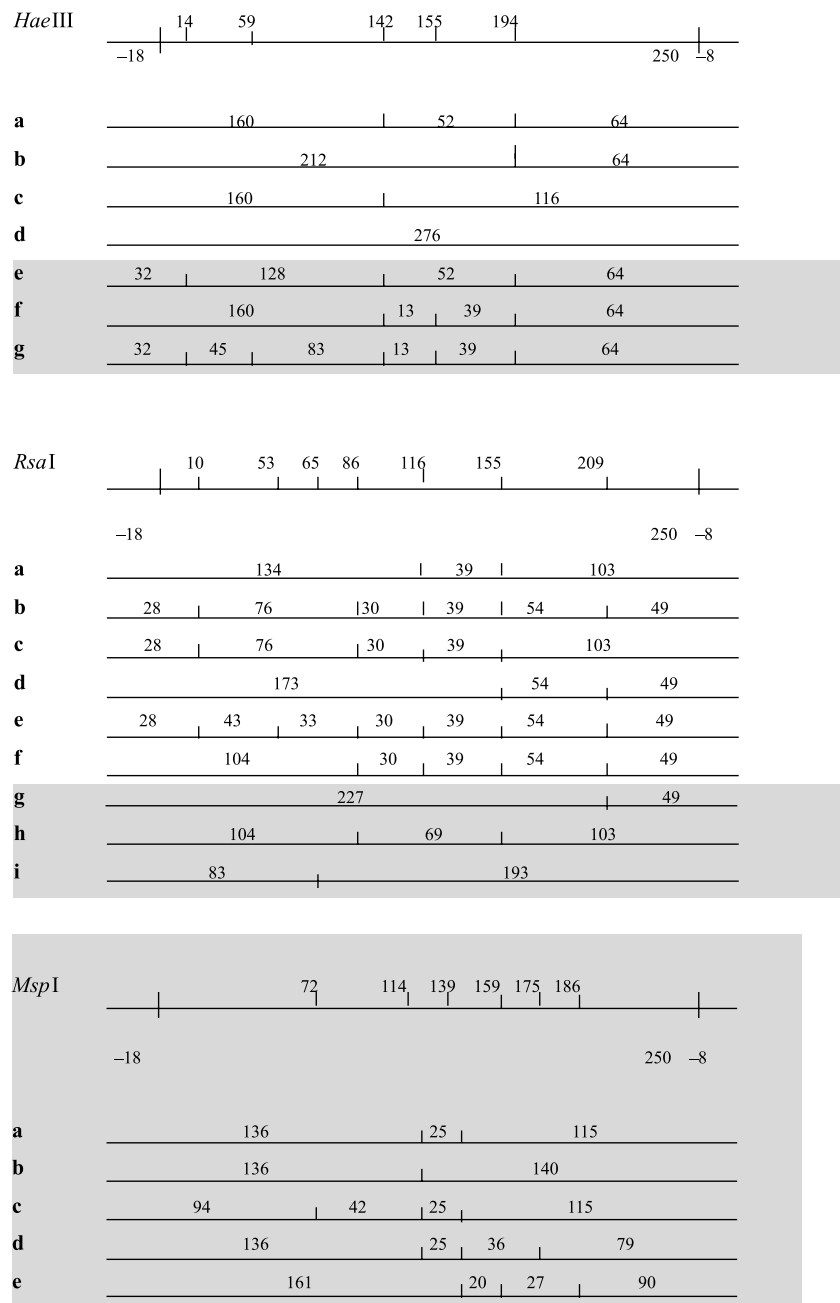 HaeIII 14 59 142 155 194
–18 250 –8
a 160 52 64
b 212 64
c 160 116
d 276
e 32 128 52 64
f 160 13 39 64
g 32 45 83 13 39 64
RsaI 10 53 65 86 116 155 209
–18 250 –8
a 134 39 103
b 28 76 30 39 54 49
c 28 76 30 39 103
d 173 54 49
e 28 43 33 30 39 54 49
f 104 30 39 54 49
g 227 49
h 104 69 103
i 83 193
MspI 72 114 139 159 175 186
–18 250 –8
a 136 25 115
b 136 140
c 94 42 25 115
d 136 25 36 79
e 161 20 27 90